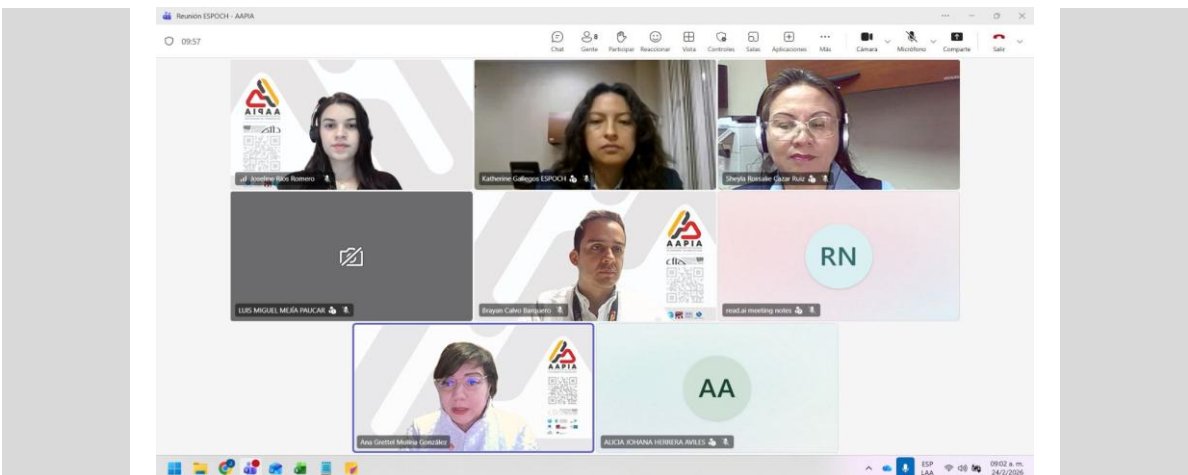 Reunión ESPOCH - AAPIA
09:57
8
Chat Gente Participar Reaccionar Vista Controles Salas Aplicaciones Más Cámara Micrófono Comparte Salir
AAPIA
Joseline Ríos Romero
Katherine Gallegos ESPOCH
Sheyla Rossalie Cazar Ruiz
LUIS MIGUEL MEJÍA PAUCAR
AAPIA
Brayan Calvo Barquero
RN
read.ai meeting notes
AAPIA
Ana Grettel Molina González
AA
ALICIA JOHANA HERRERA AVILES
ESP
LAA
09:02 a. m.
24/2/2026